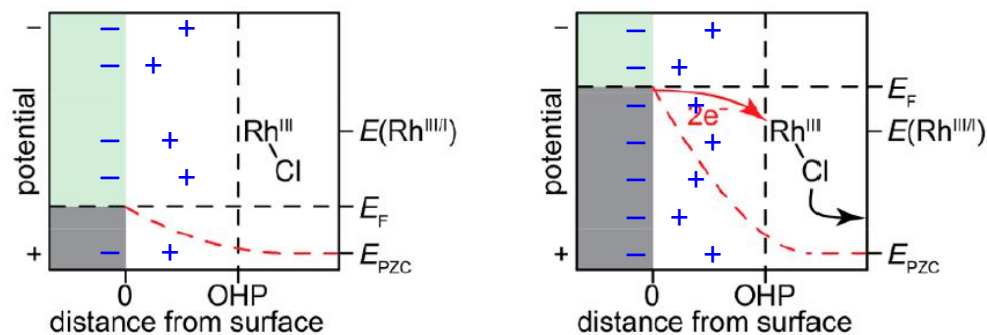 −
potential
+
Rh^III
Cl
E(Rh^III/I)
E_F
E_PZC
0
OHP
distance from surface
−
potential
+
2e⁻
Rh^III
Cl
E_F
E(Rh^III/I)
E_PZC
0
OHP
distance from surface